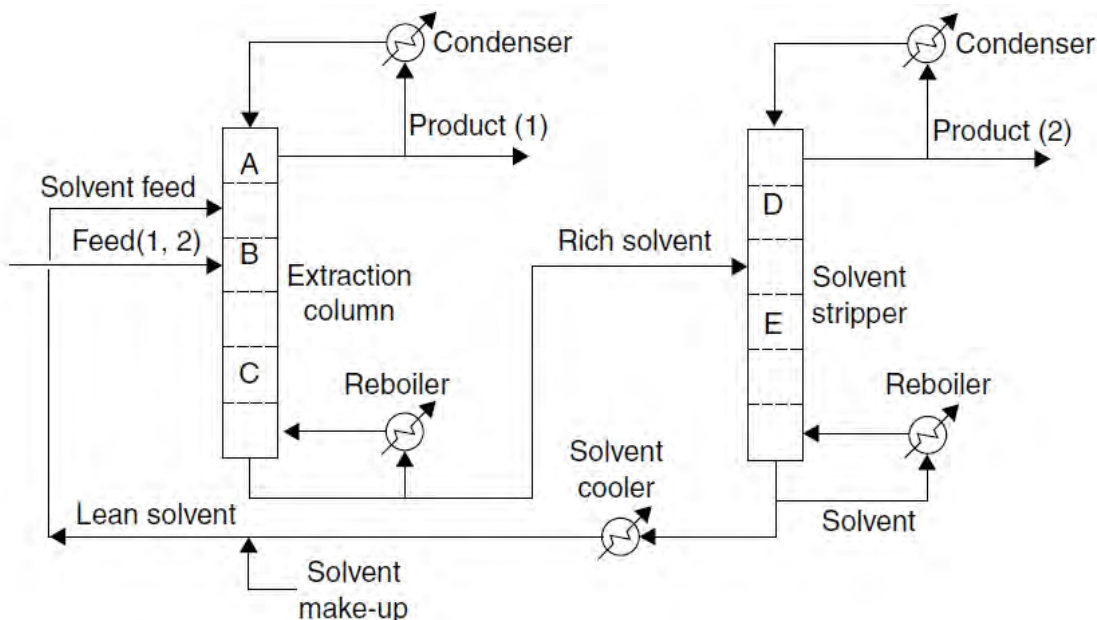 Condenser
Condenser
Product (1)
Product (2)
A
Solvent feed
D
Feed(1, 2)
B
Rich solvent
Extraction
column
Solvent
stripper
E
C
Reboiler
Reboiler
Solvent
cooler
Lean solvent
Solvent
Solvent
make-up